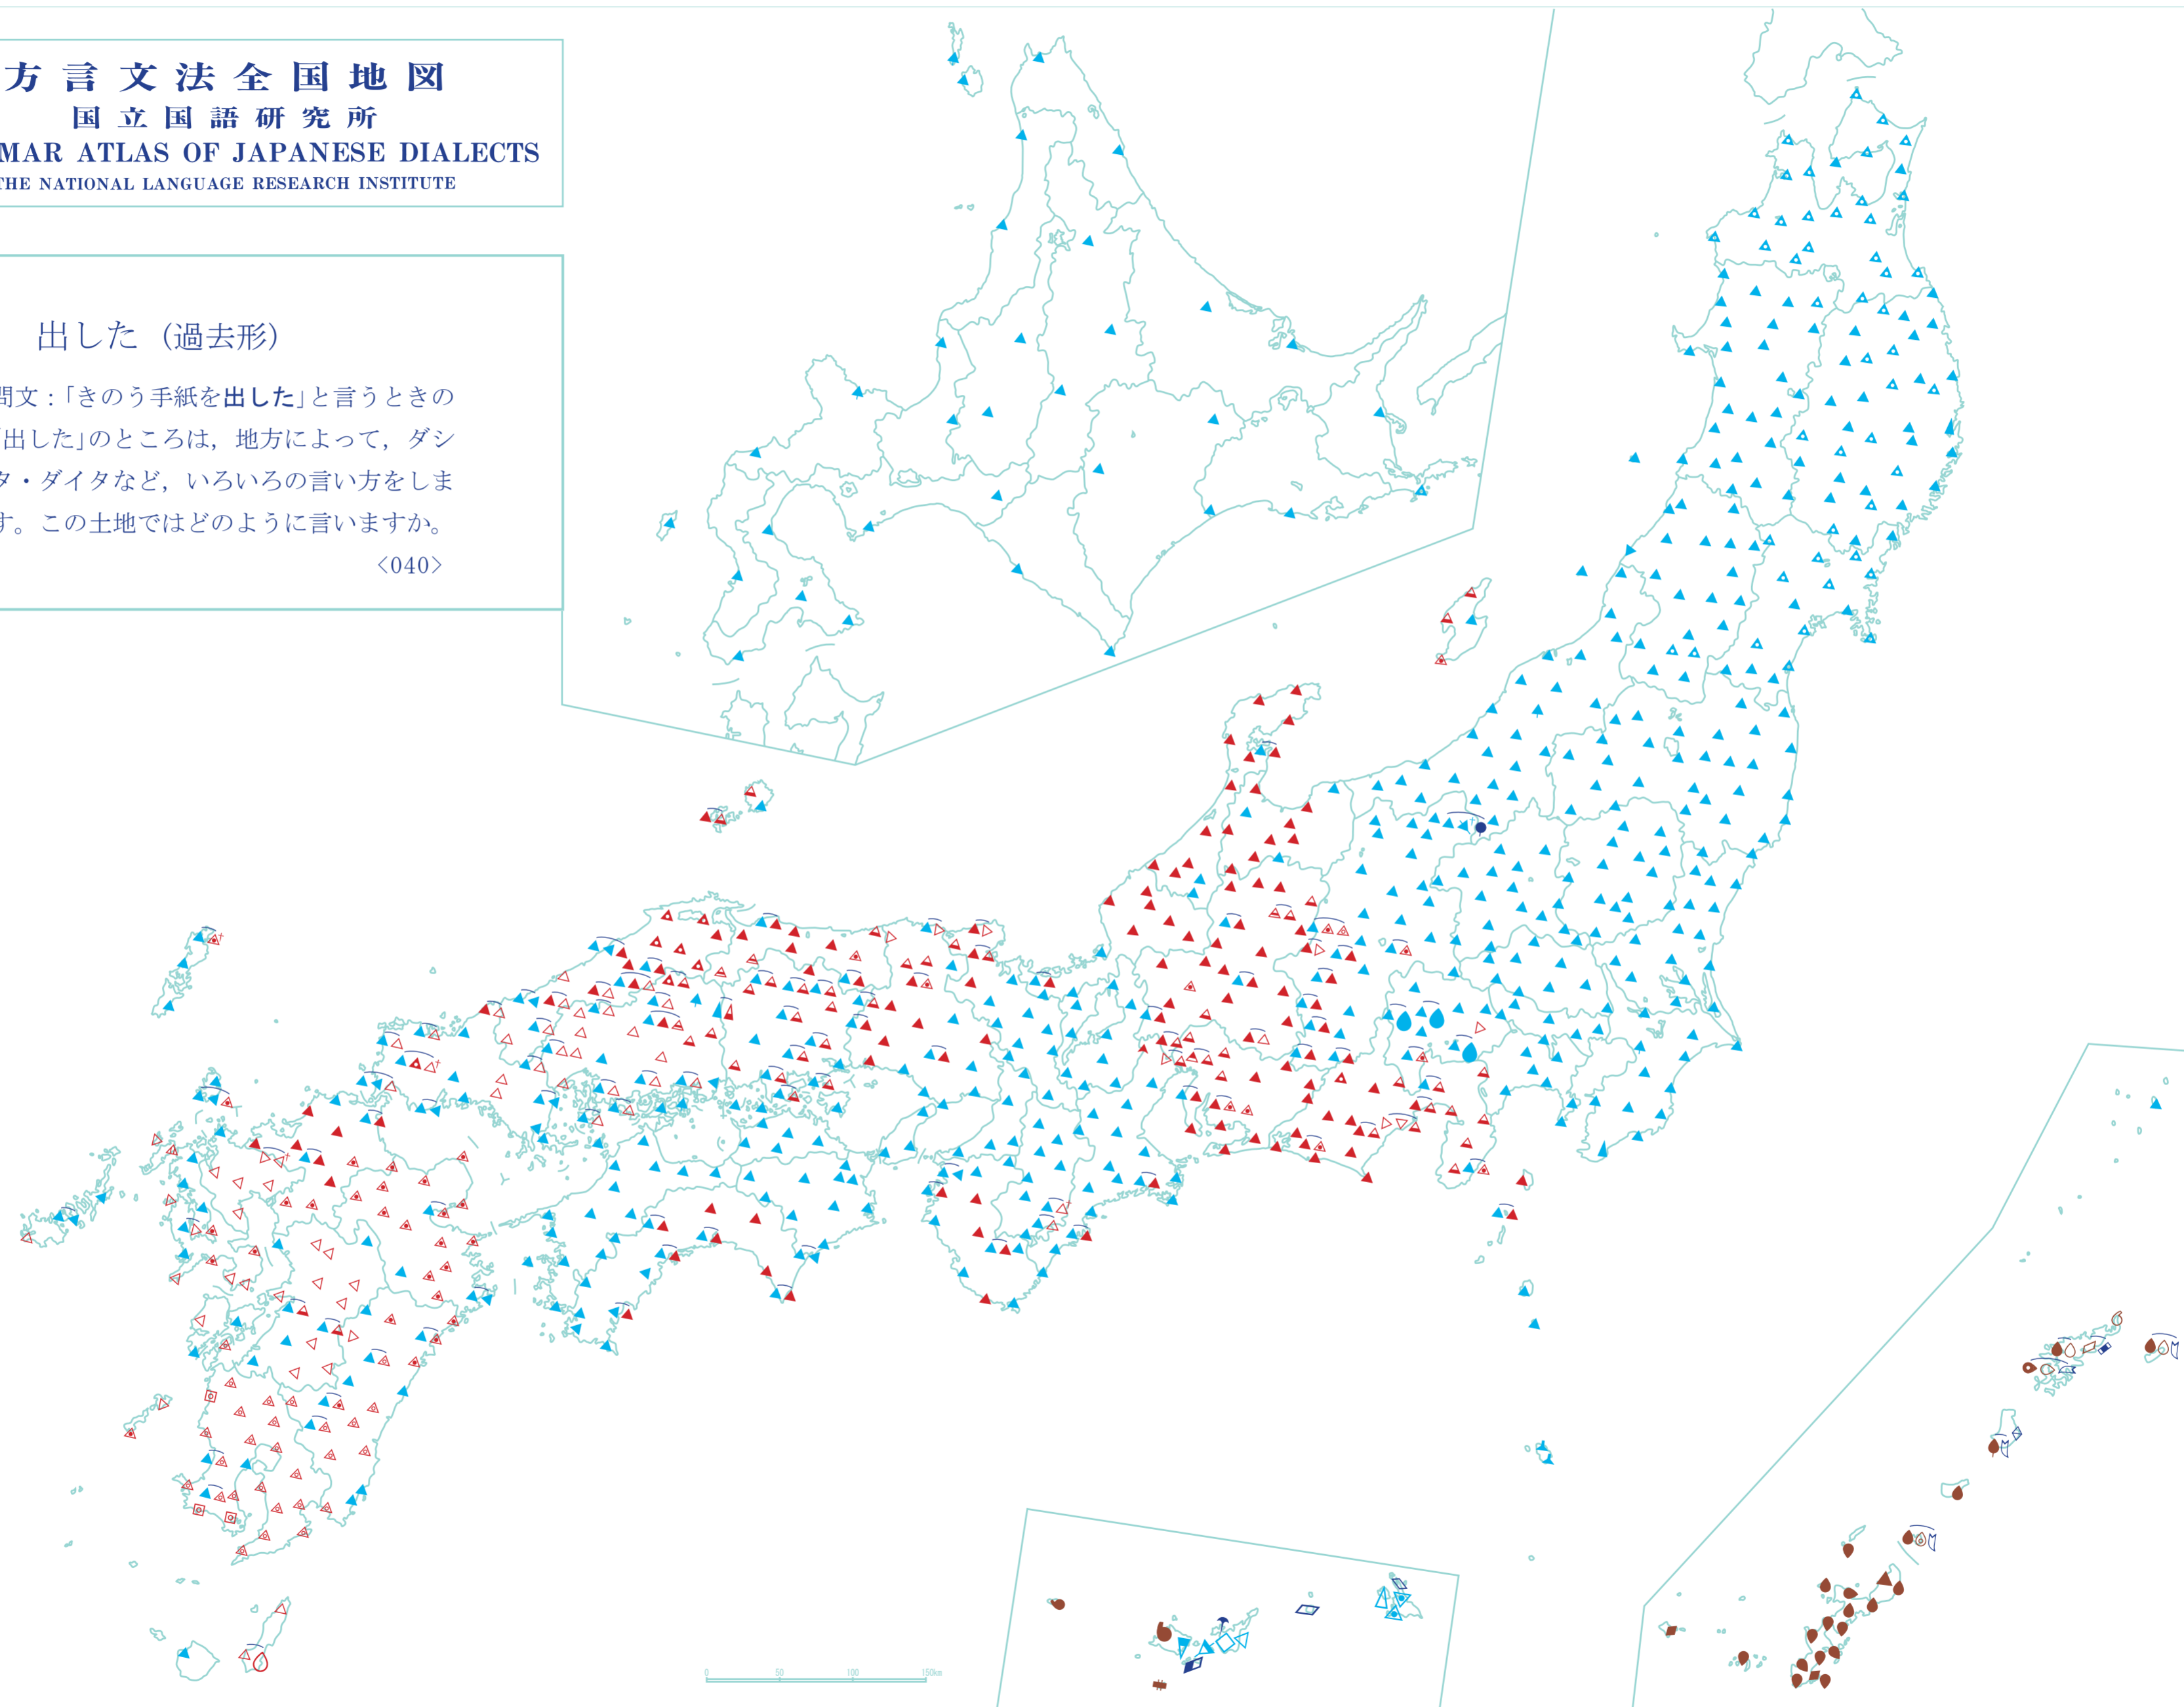 方言文法全国地図
国立国語研究所
MAR ATLAS OF JAPANESE DIALECTS
THE NATIONAL LANGUAGE RESEARCH INSTITUTE
出した（過去形）
問文：「きのう手紙を出した」と言うときの
「出した」のところは，地方によって，ダシ
タ・ダイタなど，いろいろの言い方をしま
す。この土地ではどのように言いますか。
〈040〉
0 50 100 150km